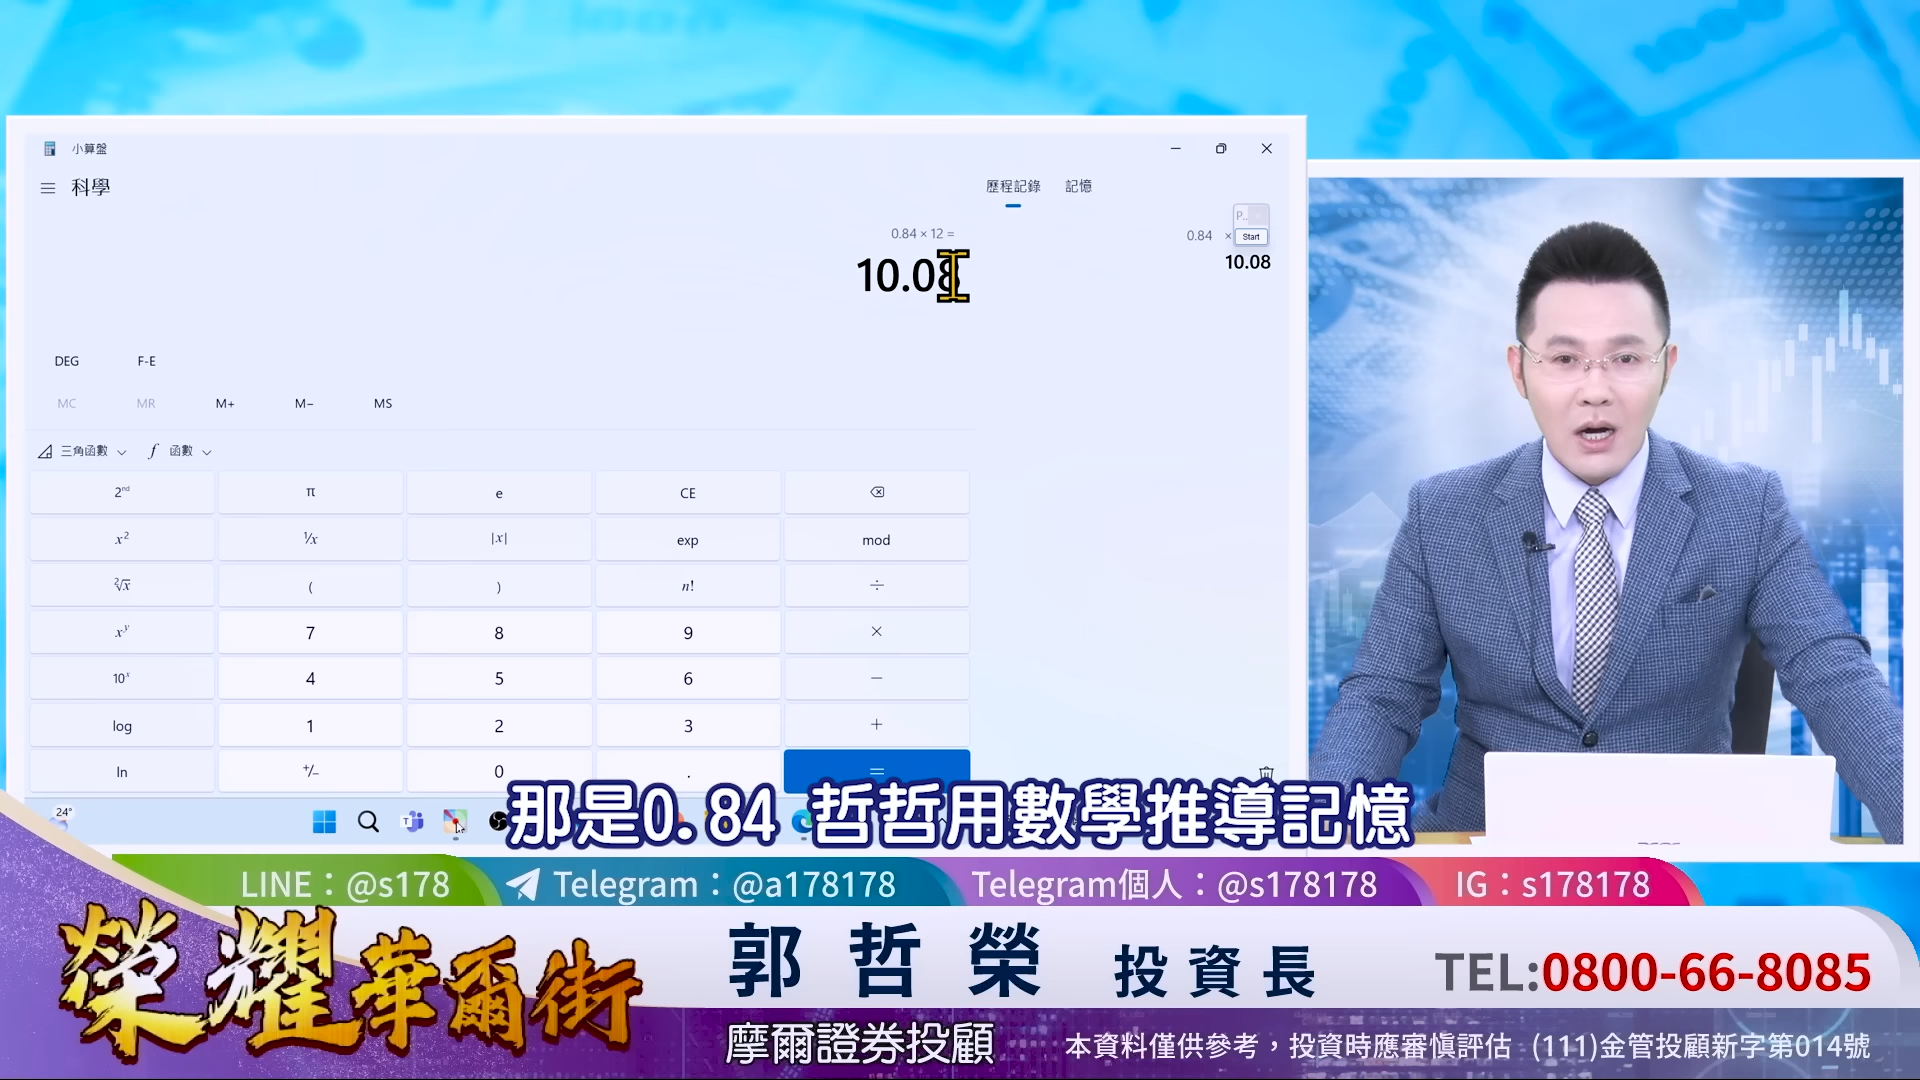 小算盤
科學
歷程記錄 記憶
0.84 × 12 =
10.08
P..
0.84 × Start
10.08
DEG F-E
MC MR M+ M− MS
三角函數 f 函數
2ⁿᵈ π e CE
x² ¹/x |x| exp mod
²√x ( ) n! ÷
xʸ 7 8 9 ×
10ˣ 4 5 6 −
log 1 2 3 +
ln +/− 0 . =
24°
那是0.84 哲哲用數學推導記憶
LINE：@s178 Telegram：@a178178 Telegram個人：@s178178 IG：s178178
榮耀華爾街
郭哲榮 投資長 TEL:0800-66-8085
摩爾證券投顧 本資料僅供參考，投資時應審慎評估 (111)金管投顧新字第014號